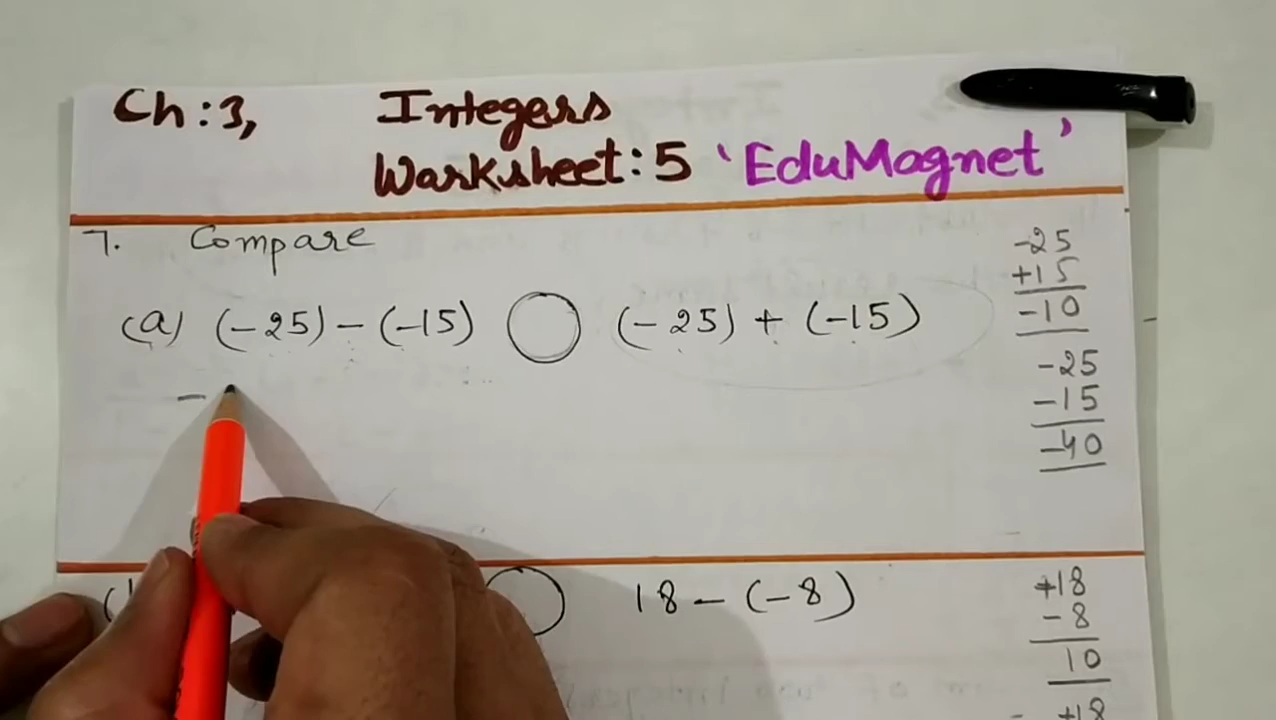 Ch:3, Integers
Worksheet:5 'EduMagnet'
7. Compare
(a) (-25) - (-15) ○ (-25) + (-15)
-
-25
+15
-10
-25
-15
-40
( ○ 18 - (-8)
+18
-8
10
+18